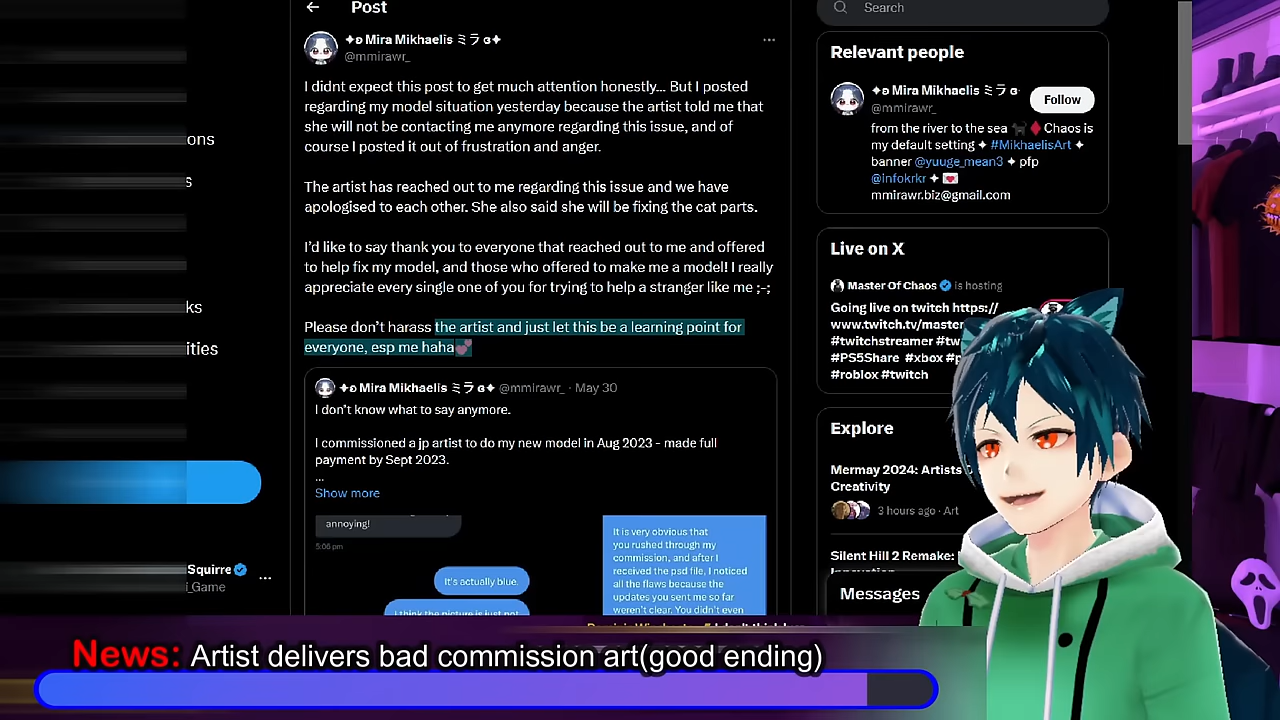 Post
Search
✦ʚ Mira Mikhaelis ミラ ɞ✦
@mmirawr_
I didnt expect this post to get much attention honestly... But I posted
regarding my model situation yesterday because the artist told me that
she will not be contacting me anymore regarding this issue, and of
course I posted it out of frustration and anger.
The artist has reached out to me regarding this issue and we have
apologised to each other. She also said she will be fixing the cat parts.
I'd like to say thank you to everyone that reached out to me and offered
to help fix my model, and those who offered to make me a model! I really
appreciate every single one of you for trying to help a stranger like me ;-;
Please don't harass the artist and just let this be a learning point for
everyone, esp me haha💕
✦ʚ Mira Mikhaelis ミラ ɞ✦ @mmirawr_ · May 30
I don't know what to say anymore.
I commissioned a jp artist to do my new model in Aug 2023 - made full
payment by Sept 2023.
...
Show more
annoying!
5:06 pm
It's actually blue.
I think the picture is just not
It is very obvious that
you rushed through my
commission, and after I
received the psd file, I noticed
all the flaws because the
updates you sent me so far
weren't clear. You didn't even
Relevant people
✦ʚ Mira Mikhaelis ミラ ɞ
@mmirawr_
Follow
from the river to the sea 🐈‍⬛♦️Chaos is
my default setting ✦ #MikhaelisArt ✦
banner @yuuge_mean3 ✦ pfp
@infokrkr ✦ 💌
mmirawr.biz@gmail.com
Live on X
Master Of Chaos is hosting
Going live on twitch https://
www.twitch.tv/master
#twitchstreamer #tw
#PS5Share #xbox #p
#roblox #twitch
Explore
Mermay 2024: Artists
Creativity
3 hours ago · Art
Silent Hill 2 Remake:
Messages
ons
s
ks
ities
Squirre
i_Game
News: Artist delivers bad commission art(good ending)